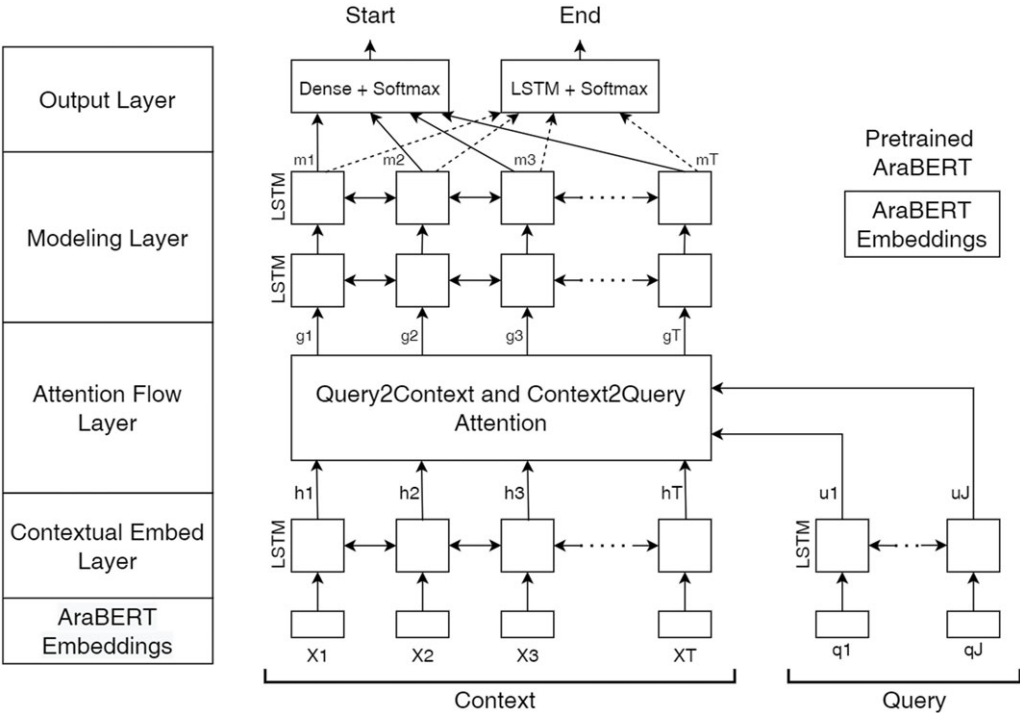 Start
End
Output Layer
Dense + Softmax
LSTM + Softmax
Pretrained
AraBERT
AraBERT
Embeddings
m1
m2
m3
mT
LSTM
Modeling Layer
LSTM
g1
g2
g3
gT
Attention Flow
Layer
Query2Context and Context2Query
Attention
h1
h2
h3
hT
u1
uJ
Contextual Embed
Layer
LSTM
LSTM
AraBERT
Embeddings
X1
X2
X3
XT
q1
qJ
Context
Query